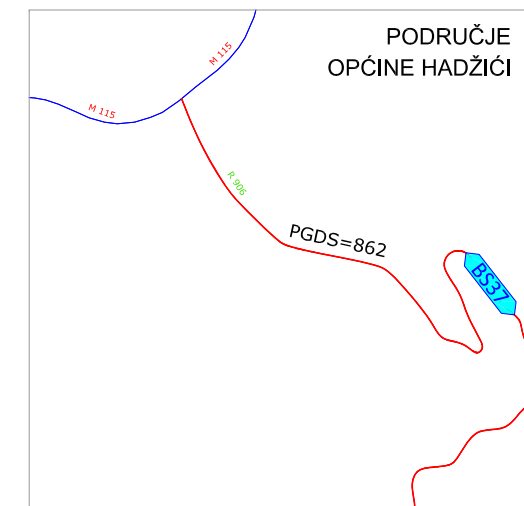 PODRUČJE
OPĆINE HADŽIĆI
M 115
M 115
R 906
PGDS=862
BS37